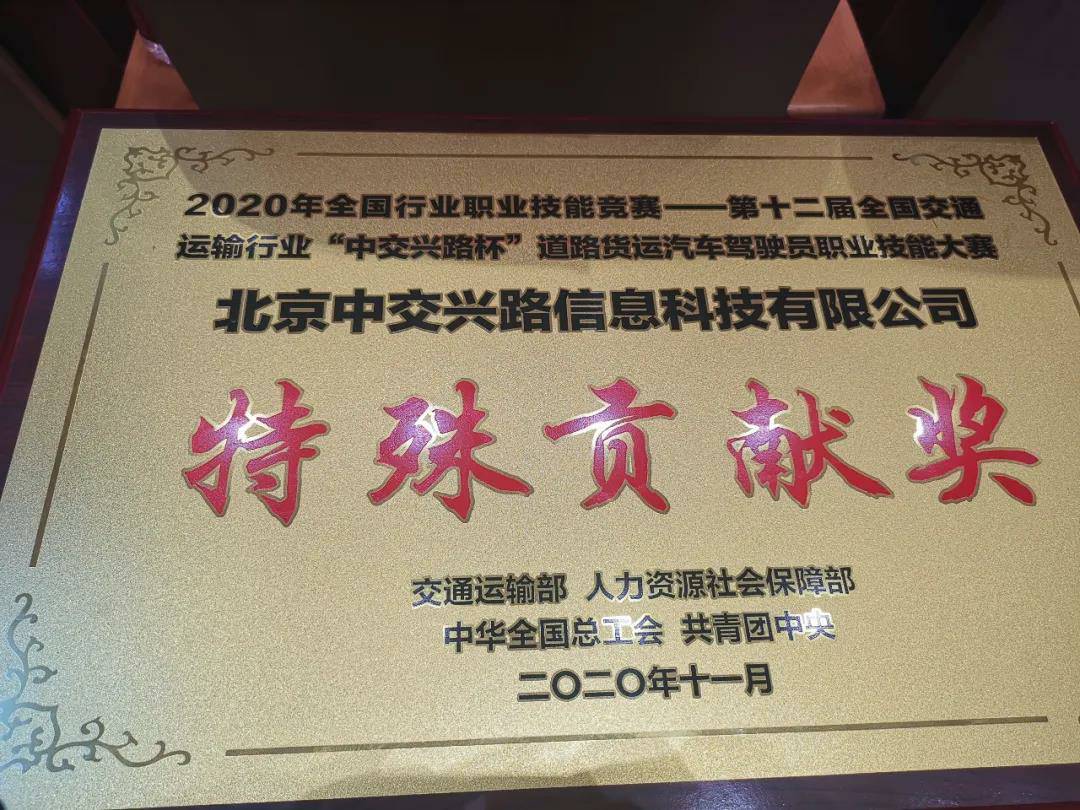 2020年全国行业职业技能竞赛——第十二届全国交通
运输行业“中交兴路杯”道路货运汽车驾驶员职业技能大赛
北京中交兴路信息科技有限公司
特殊贡献奖
交通运输部 人力资源社会保障部
中华全国总工会 共青团中央
二〇二〇年十一月